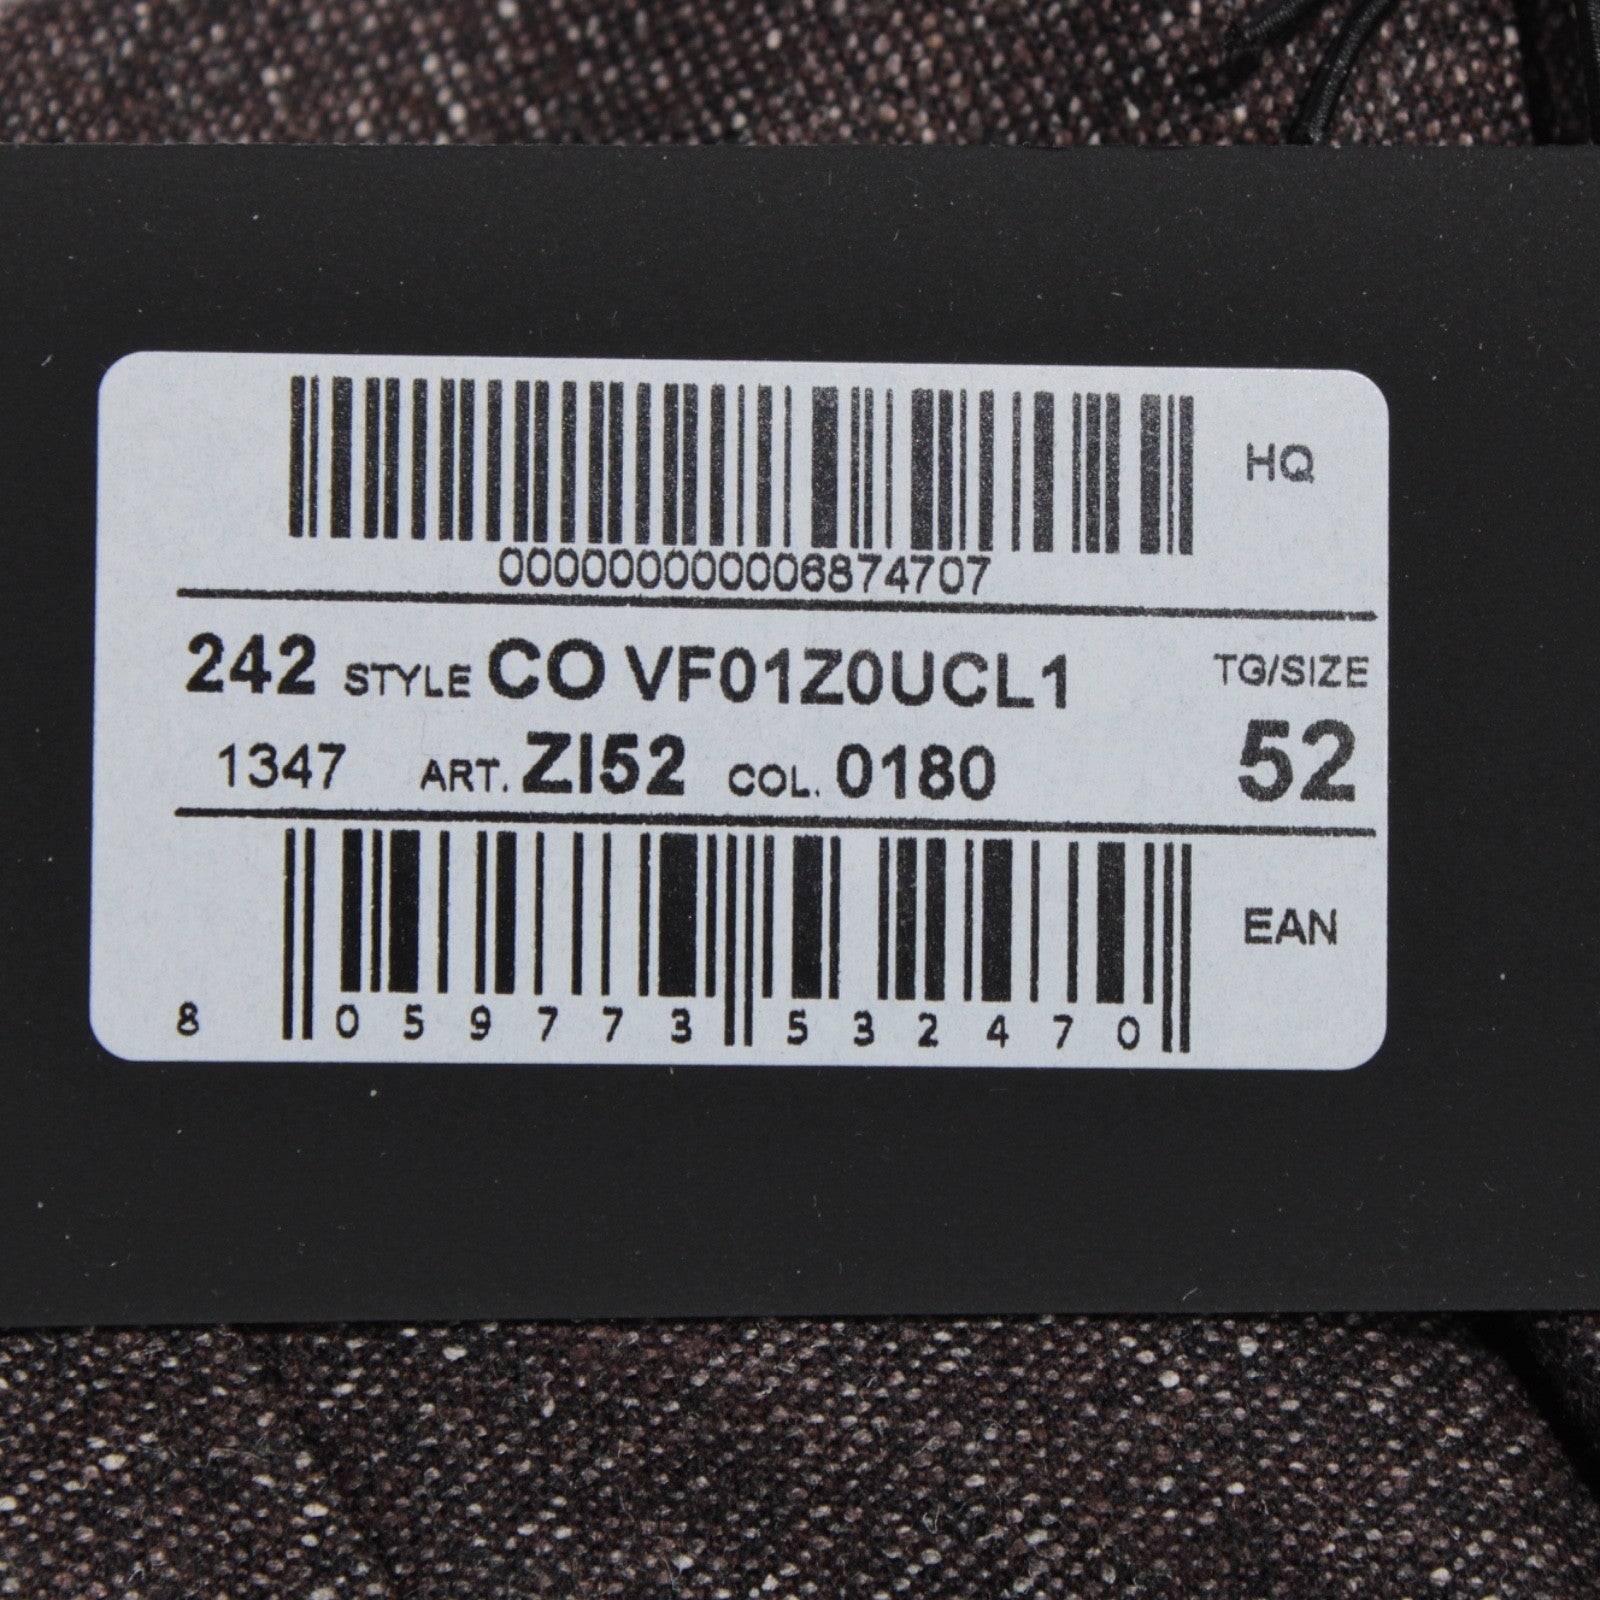 HQ
000000000006874707
242 STYLE CO VF01Z0UCL1 TG/SIZE
1347 ART. ZI52 COL. 0180 52
EAN
8 059773 532470